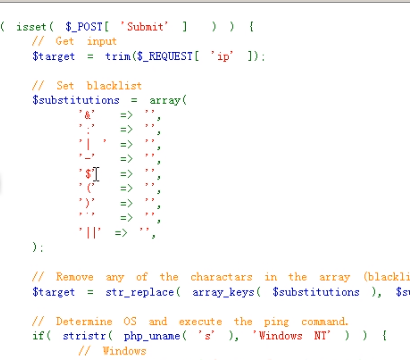 ( isset( $_POST[ 'Submit' ] ) ) {
// Get input
$target = trim($_REQUEST[ 'ip' ]);
// Set blacklist
$substitutions = array(
'&' => '',
';' => '',
'| ' => '',
'-' => '',
'$' => '',
'(' => '',
')' => '',
'`' => '',
'||' => '',
);
// Remove any of the charactars in the array (blackli
$target = str_replace( array_keys( $substitutions ), $su
// Determine OS and execute the ping command.
if( stristr( php_uname( 's' ), 'Windows NT' ) ) {
// Windows